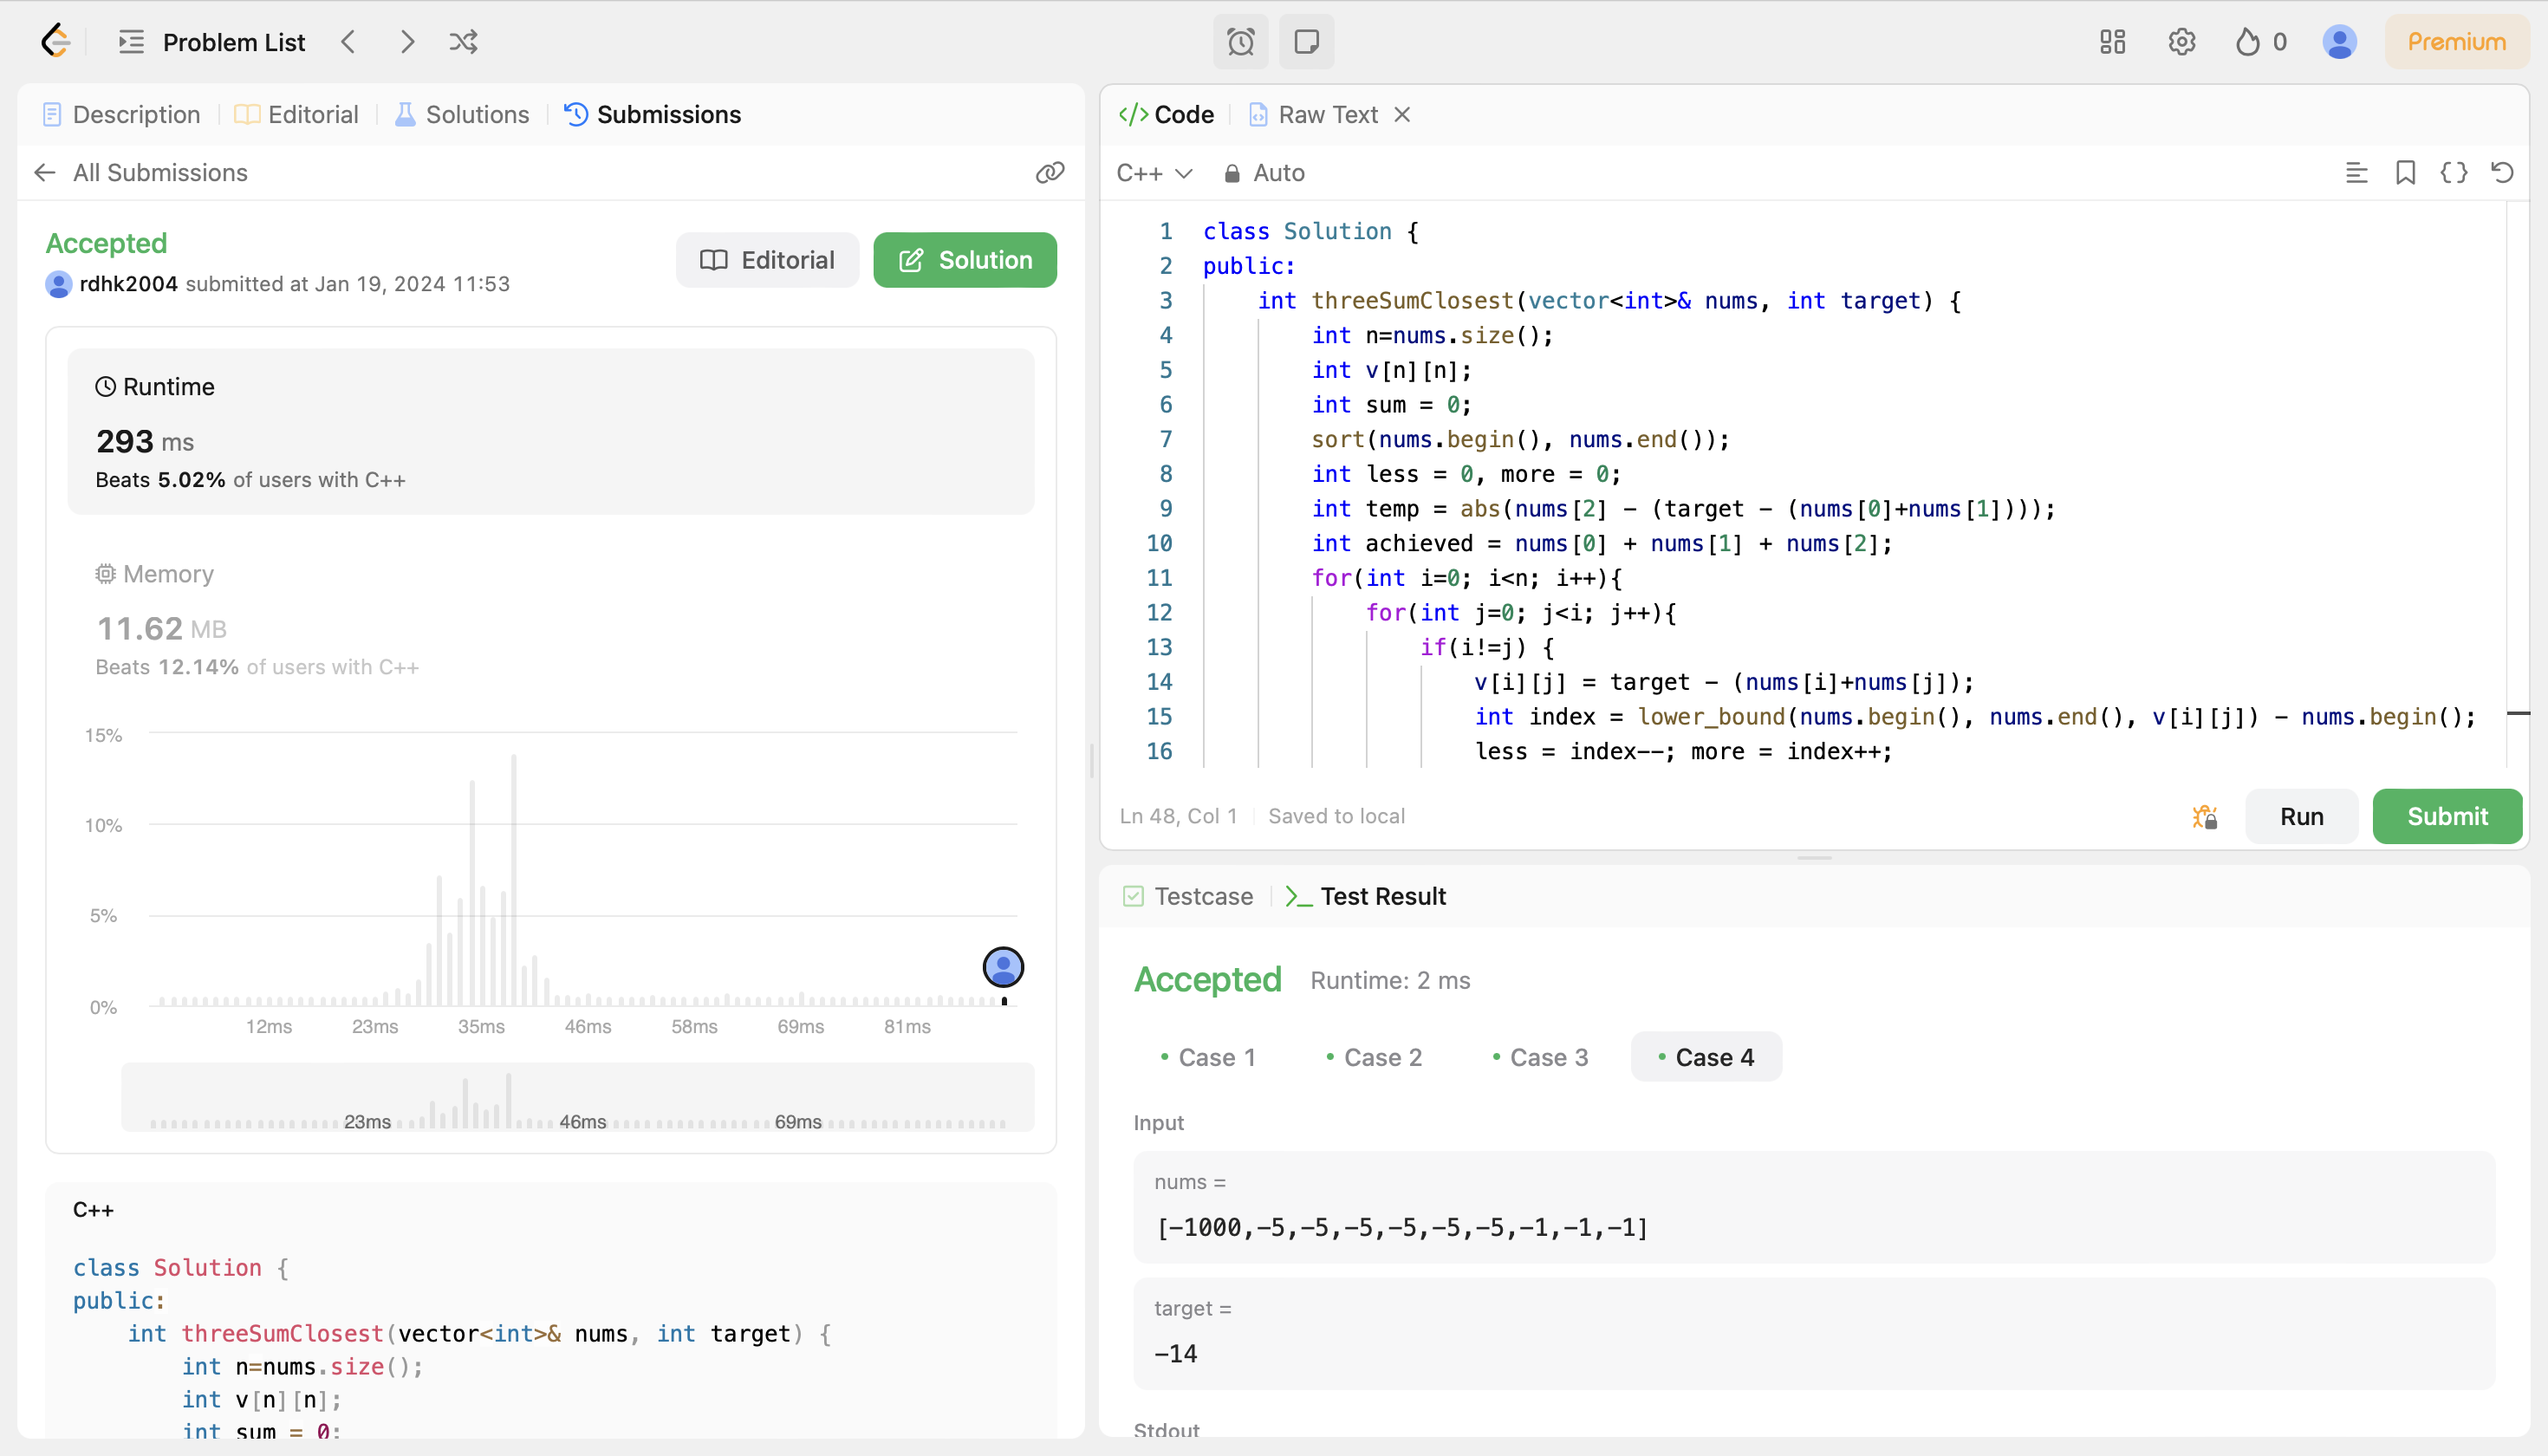 Problem List
0
Premium
Description
Editorial
Solutions
Submissions
All Submissions
Accepted
rdhk2004 submitted at Jan 19, 2024 11:53
Editorial
Solution
Runtime
293 ms
Beats 5.02% of users with C++
Memory
11.62 MB
Beats 12.14% of users with C++
15%
10%
5%
0%
12ms 23ms 35ms 46ms 58ms 69ms 81ms
23ms 46ms 69ms
C++
class Solution {
public:
int threeSumClosest(vector<int>& nums, int target) {
int n=nums.size();
int v[n][n];
int sum = 0;
Code
Raw Text
C++
Auto
1 class Solution {
2 public:
3 int threeSumClosest(vector<int>& nums, int target) {
4 int n=nums.size();
5 int v[n][n];
6 int sum = 0;
7 sort(nums.begin(), nums.end());
8 int less = 0, more = 0;
9 int temp = abs(nums[2] - (target - (nums[0]+nums[1])));
10 int achieved = nums[0] + nums[1] + nums[2];
11 for(int i=0; i<n; i++){
12 for(int j=0; j<i; j++){
13 if(i!=j) {
14 v[i][j] = target - (nums[i]+nums[j]);
15 int index = lower_bound(nums.begin(), nums.end(), v[i][j]) - nums.begin();
16 less = index--; more = index++;
Ln 48, Col 1
Saved to local
Run
Submit
Testcase
Test Result
Accepted
Runtime: 2 ms
Case 1
Case 2
Case 3
Case 4
Input
nums =
[-1000,-5,-5,-5,-5,-5,-5,-1,-1,-1]
target =
-14
Stdout